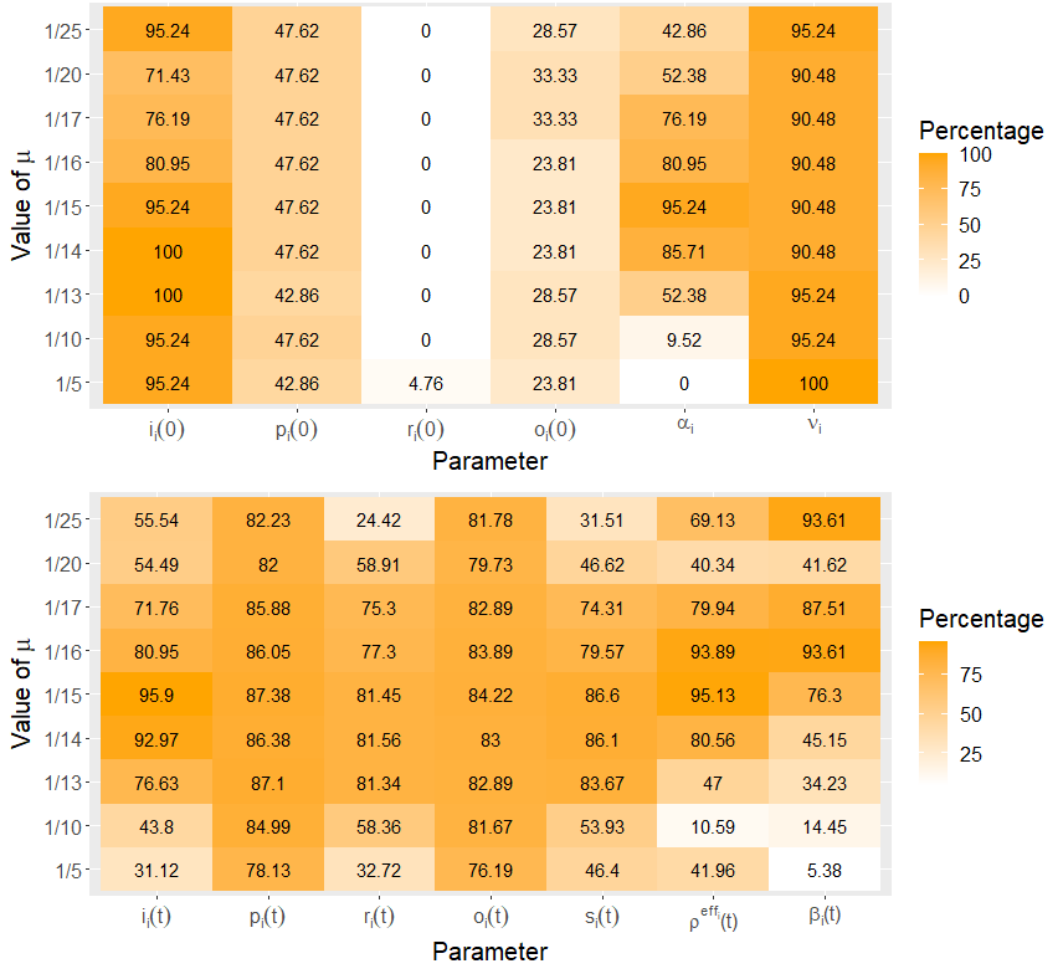 1/25 95.24 47.62 0 28.57 42.86 95.24
1/20 71.43 47.62 0 33.33 52.38 90.48
1/17 76.19 47.62 0 33.33 76.19 90.48
1/16 80.95 47.62 0 23.81 80.95 90.48
1/15 95.24 47.62 0 23.81 95.24 90.48
1/14 100 47.62 0 23.81 85.71 90.48
1/13 100 42.86 0 28.57 52.38 95.24
1/10 95.24 47.62 0 28.57 9.52 95.24
1/5 95.24 42.86 4.76 23.81 0 100
Value of μ
iᵢ(0) pᵢ(0) rᵢ(0) oᵢ(0) αᵢ νᵢ
Parameter
Percentage
100
75
50
25
0
1/25 55.54 82.23 24.42 81.78 31.51 69.13 93.61
1/20 54.49 82 58.91 79.73 46.62 40.34 41.62
1/17 71.76 85.88 75.3 82.89 74.31 79.94 87.51
1/16 80.95 86.05 77.3 83.89 79.57 93.89 93.61
1/15 95.9 87.38 81.45 84.22 86.6 95.13 76.3
1/14 92.97 86.38 81.56 83 86.1 80.56 45.15
1/13 76.63 87.1 81.34 82.89 83.67 47 34.23
1/10 43.8 84.99 58.36 81.67 53.93 10.59 14.45
1/5 31.12 78.13 32.72 76.19 46.4 41.96 5.38
Value of μ
iᵢ(t) pᵢ(t) rᵢ(t) oᵢ(t) sᵢ(t) ρ^effᵢ(t) βᵢ(t)
Parameter
Percentage
75
50
25